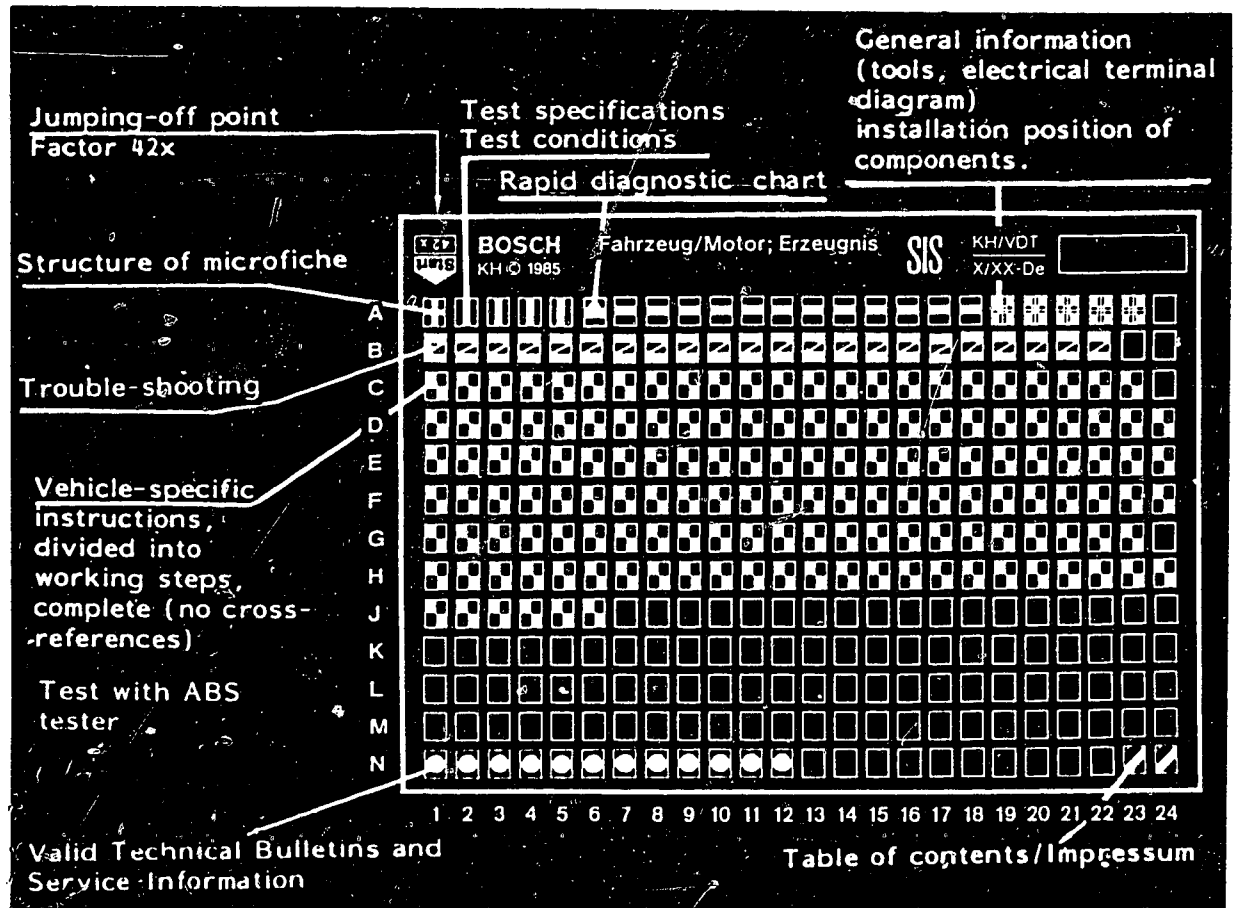 General information
(tools, electrical terminal
diagram)
installation position of
components.
Jumping-off point
Factor 42x
Test specifications
Test conditions
Rapid diagnostic chart
Start
42 x
BOSCH
KH © 1985
Fahrzeug/Motor; Erzeugnis
SIS
KH/VDT
X/XX-De
Structure of microfiche
A
B
Trouble-shooting
C
D
E
Vehicle-specific
instructions,
divided into
working steps,
complete (no cross-
references)
F
G
H
J
K
Test with ABS
tester
L
M
N
1 2 3 4 5 6 7 8 9 10 11 12 13 14 15 16 17 18 19 20 21 22 23 24
Valid Technical Bulletins and
Service Information
Table of contents/Impressum